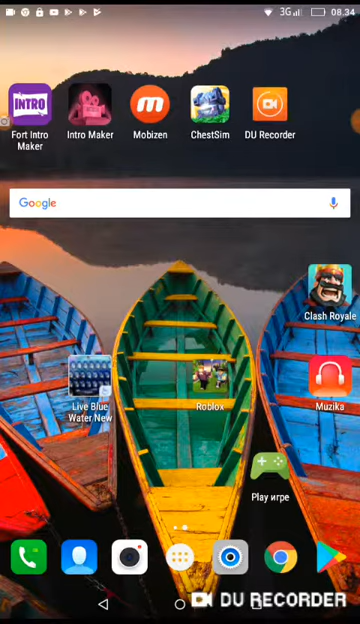 3G
08.34
INTRO
m
Fort Intro
Maker
Intro Maker
Mobizen
ChestSim
DU Recorder
Google
Clash Royale
Live Blue
Water New
Roblox
Muzika
Play игре
DU RECORDER